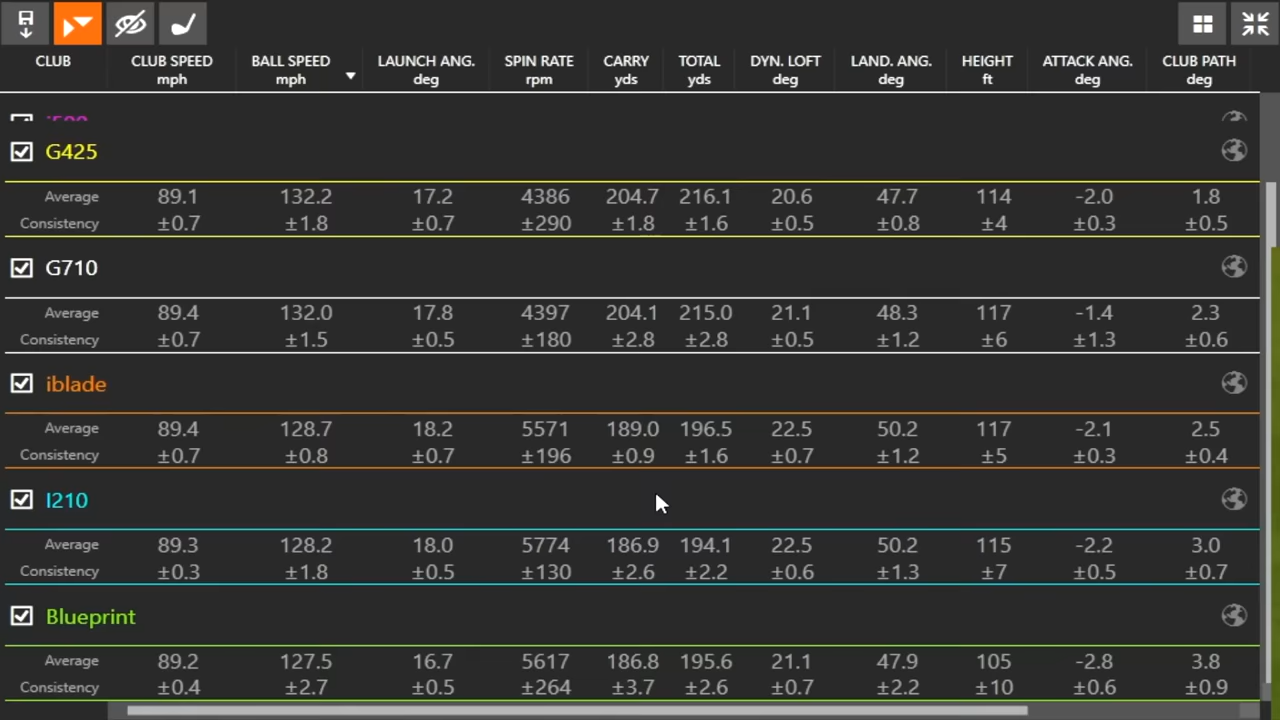 CLUB CLUB SPEED BALL SPEED LAUNCH ANG. SPIN RATE CARRY TOTAL DYN. LOFT LAND. ANG. HEIGHT ATTACK ANG. CLUB PATH
mph mph deg rpm yds yds deg deg ft deg deg
G425
Average 89.1 132.2 17.2 4386 204.7 216.1 20.6 47.7 114 -2.0 1.8
Consistency ±0.7 ±1.8 ±0.7 ±290 ±1.8 ±1.6 ±0.5 ±0.8 ±4 ±0.3 ±0.5
G710
Average 89.4 132.0 17.8 4397 204.1 215.0 21.1 48.3 117 -1.4 2.3
Consistency ±0.7 ±1.5 ±0.5 ±180 ±2.8 ±2.8 ±0.5 ±1.2 ±6 ±1.3 ±0.6
iblade
Average 89.4 128.7 18.2 5571 189.0 196.5 22.5 50.2 117 -2.1 2.5
Consistency ±0.7 ±0.8 ±0.7 ±196 ±0.9 ±1.6 ±0.7 ±1.2 ±5 ±0.3 ±0.4
I210
Average 89.3 128.2 18.0 5774 186.9 194.1 22.5 50.2 115 -2.2 3.0
Consistency ±0.3 ±1.8 ±0.5 ±130 ±2.6 ±2.2 ±0.6 ±1.3 ±7 ±0.5 ±0.7
Blueprint
Average 89.2 127.5 16.7 5617 186.8 195.6 21.1 47.9 105 -2.8 3.8
Consistency ±0.4 ±2.7 ±0.5 ±264 ±3.7 ±2.6 ±0.7 ±2.2 ±10 ±0.6 ±0.9